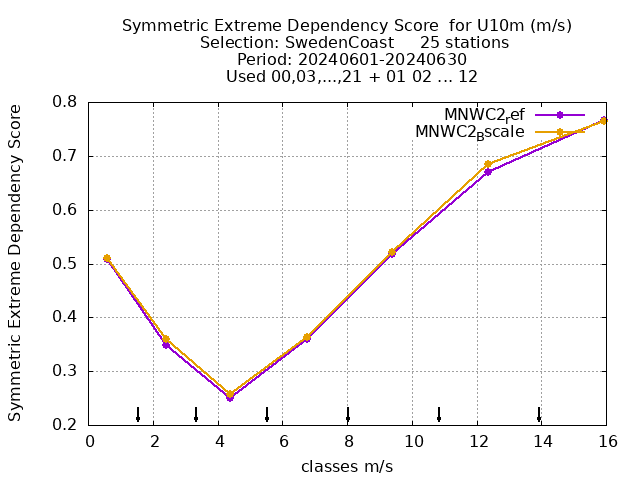 Symmetric Extreme Dependency Score  for U10m (m/s)
Selection: SwedenCoast     25 stations
Period: 20240601-20240630
Used 00,03,...,21 + 01 02 ... 12
Symmetric Extreme Dependency Score
0.8
0.7
0.6
0.5
0.4
0.3
0.2
MNWC2ref
MNWC2Bscale
0 2 4 6 8 10 12 14 16
classes m/s